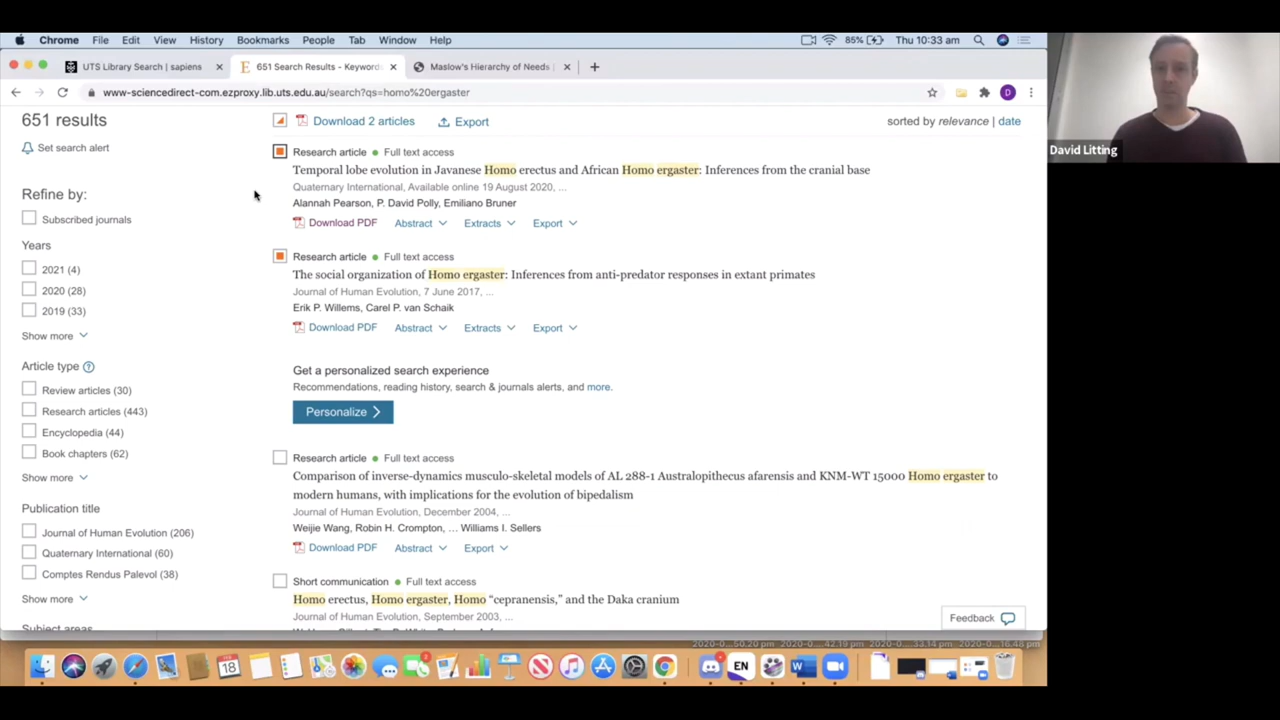 Chrome File Edit View History Bookmarks People Tab Window Help 85% Thu 10:33 am
UTS Library Search | sapiens
651 Search Results - Keyword
Maslow's Hierarchy of Needs
www-sciencedirect-com.ezproxy.lib.uts.edu.au/search?qs=homo%20ergaster
D
David Litting
651 results
Set search alert
Refine by:
Subscribed journals
Years
2021 (4)
2020 (28)
2019 (33)
Show more
Article type
Review articles (30)
Research articles (443)
Encyclopedia (44)
Book chapters (62)
Show more
Publication title
Journal of Human Evolution (206)
Quaternary International (60)
Comptes Rendus Palevol (38)
Show more
Subject areas
Download 2 articles Export sorted by relevance | date
Research article Full text access
Temporal lobe evolution in Javanese Homo erectus and African Homo ergaster: Inferences from the cranial base
Quaternary International, Available online 19 August 2020, ...
Alannah Pearson, P. David Polly, Emiliano Bruner
Download PDF Abstract Extracts Export
Research article Full text access
The social organization of Homo ergaster: Inferences from anti-predator responses in extant primates
Journal of Human Evolution, 7 June 2017, ...
Erik P. Willems, Carel P. van Schaik
Download PDF Abstract Extracts Export
Get a personalized search experience
Recommendations, reading history, search & journals alerts, and more.
Personalize
Research article Full text access
Comparison of inverse-dynamics musculo-skeletal models of AL 288-1 Australopithecus afarensis and KNM-WT 15000 Homo ergaster to
modern humans, with implications for the evolution of bipedalism
Journal of Human Evolution, December 2004, ...
Weijie Wang, Robin H. Crompton, … Williams I. Sellers
Download PDF Abstract Export
Short communication Full text access
Homo erectus, Homo ergaster, Homo “cepranensis,” and the Daka cranium
Journal of Human Evolution, September 2003, ...
Feedback
18
EN